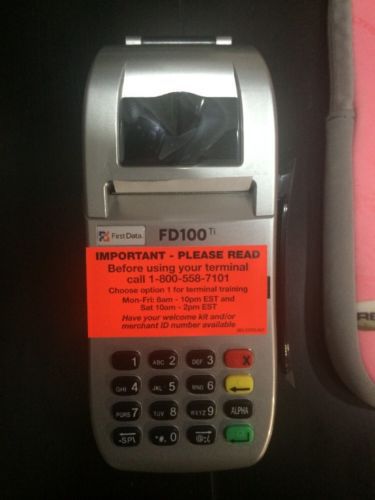 First Data. FD100 Ti
IMPORTANT - PLEASE READ
Before using your terminal
call 1-800-558-7101
Choose option 1 for terminal training
Mon-Fri: 8am - 10pm EST and
Sat 10am - 2pm EST
Have your welcome kit and/or
merchant ID number available
1 ABC 2 DEF 3 X
GHI 4 JKL 5 MNO 6
PQRS 7 TUV 8 WXYZ 9 ALPHA
-SP\ *#, 0